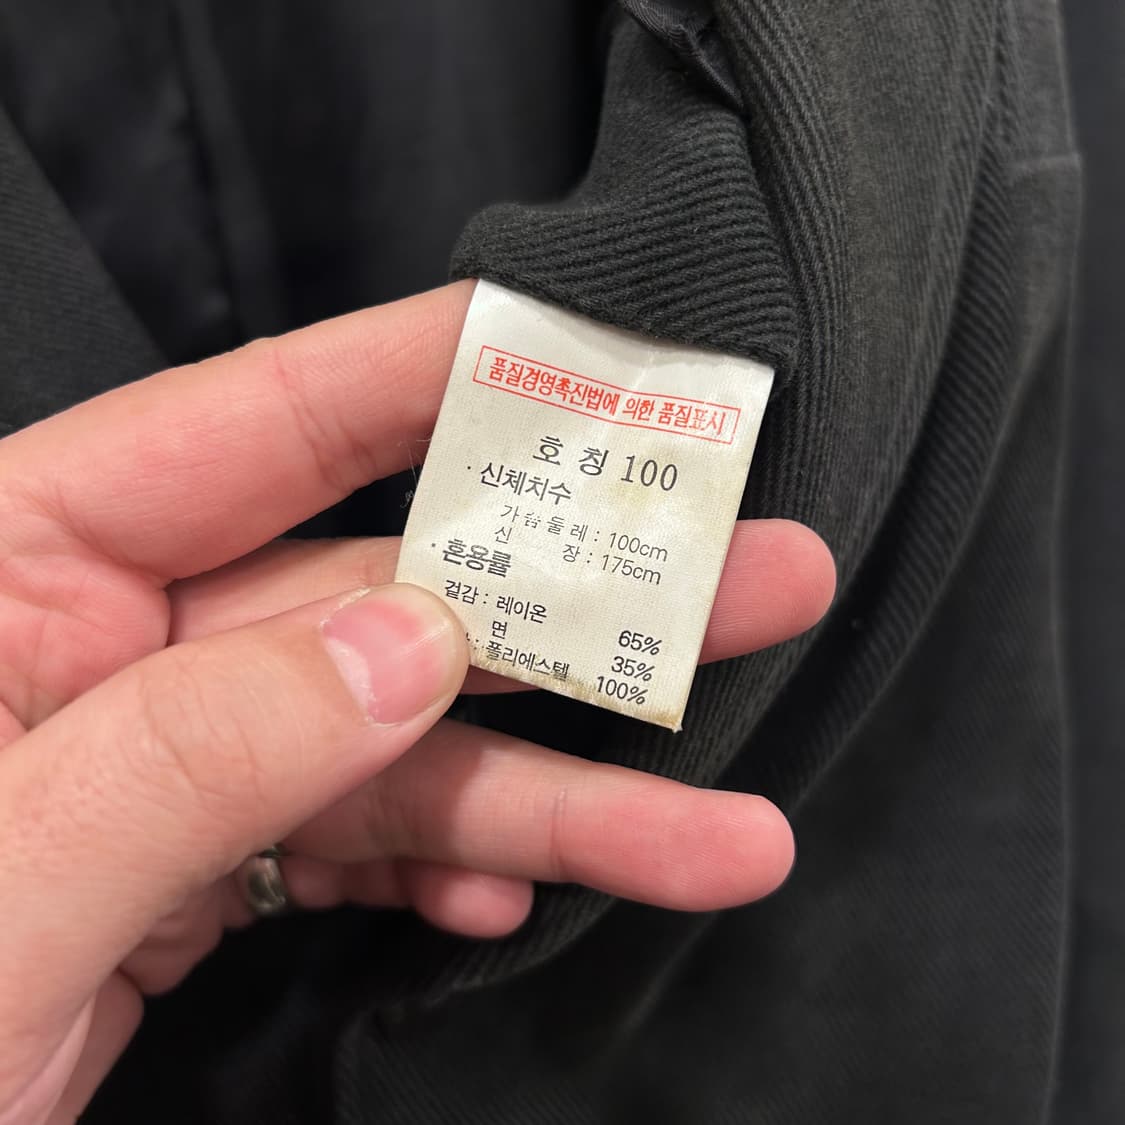 품질경영촉진법에 의한 품질표시
호 칭 100
· 신체치수
가슴둘레 : 100cm
신 장 : 175cm
· 혼용률
겉감 : 레이온 65%
면 35%
: 폴리에스텔 100%